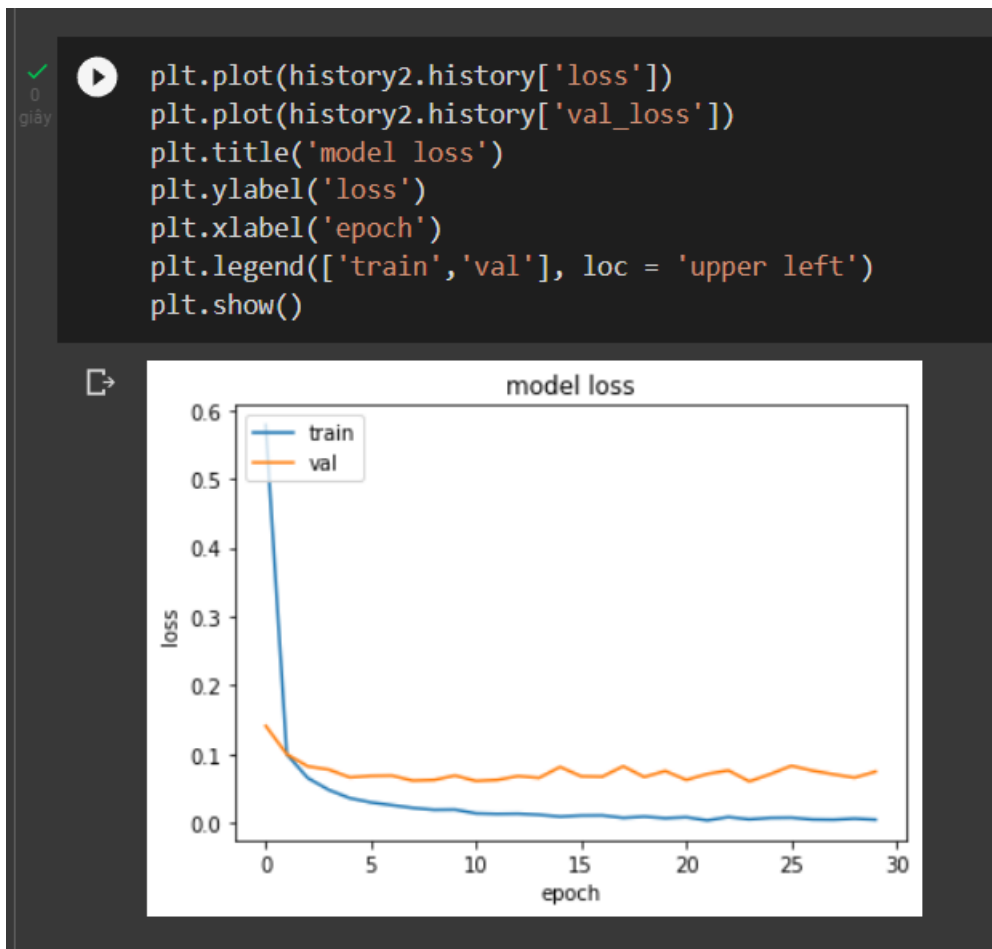 0
giây
plt.plot(history2.history['loss'])
plt.plot(history2.history['val_loss'])
plt.title('model loss')
plt.ylabel('loss')
plt.xlabel('epoch')
plt.legend(['train','val'], loc = 'upper left')
plt.show()
model loss
train
val
0.6
0.5
0.4
0.3
0.2
0.1
0.0
loss
0 5 10 15 20 25 30
epoch